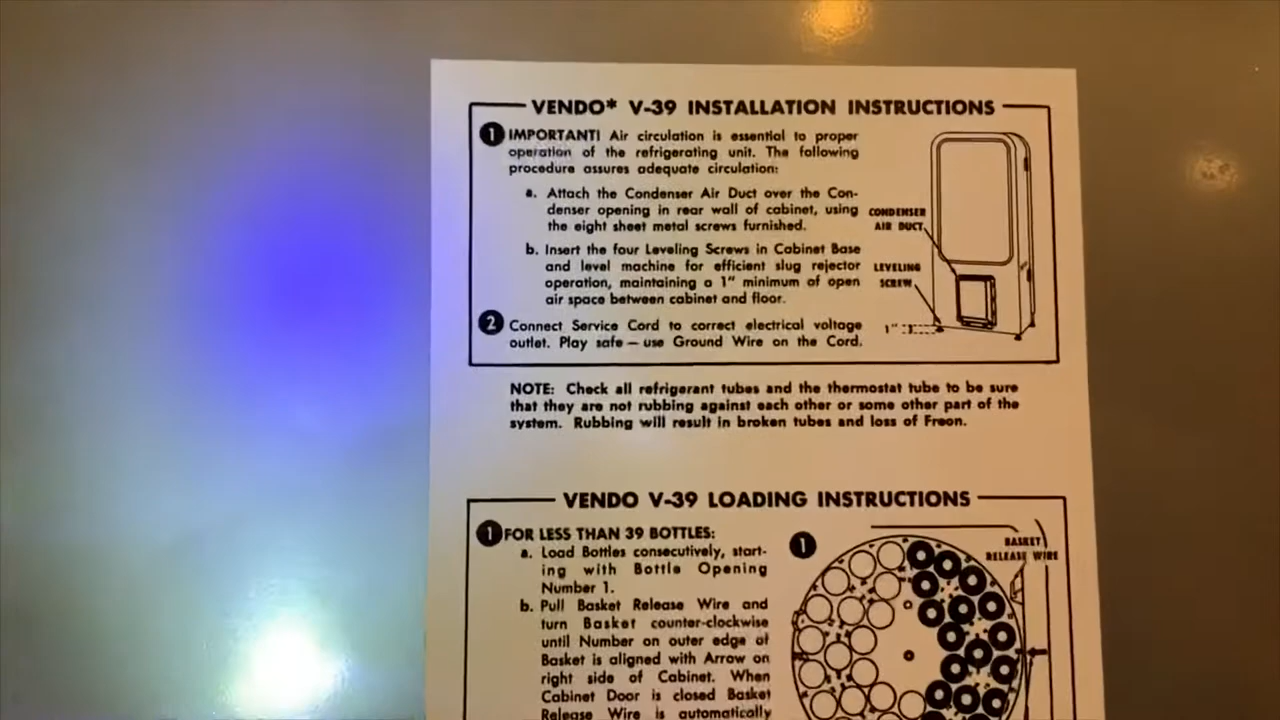 VENDO* V-39 INSTALLATION INSTRUCTIONS
1 IMPORTANT! Air circulation is essential to proper
operation of the refrigerating unit. The following
procedure assures adequate circulation:
a. Attach the Condenser Air Duct over the Con-
denser opening in rear wall of cabinet, using
the eight sheet metal screws furnished.
b. Insert the four Leveling Screws in Cabinet Base
and level machine for efficient slug rejector
operation, maintaining a 1" minimum of open
air space between cabinet and floor.
2 Connect Service Cord to correct electrical voltage
outlet. Play safe — use Ground Wire on the Cord.
CONDENSER
AIR DUCT
LEVELING
SCREW
1"
NOTE: Check all refrigerant tubes and the thermostat tube to be sure
that they are not rubbing against each other or some other part of the
system. Rubbing will result in broken tubes and loss of Freon.
VENDO V-39 LOADING INSTRUCTIONS
1 FOR LESS THAN 39 BOTTLES:
a. Load Bottles consecutively, start-
ing with Bottle Opening
Number 1.
b. Pull Basket Release Wire and
turn Basket counter-clockwise
until Number on outer edge of
Basket is aligned with Arrow on
right side of Cabinet. When
Cabinet Door is closed Basket
Release Wire is automatically
1
BASKET
RELEASE WIRE